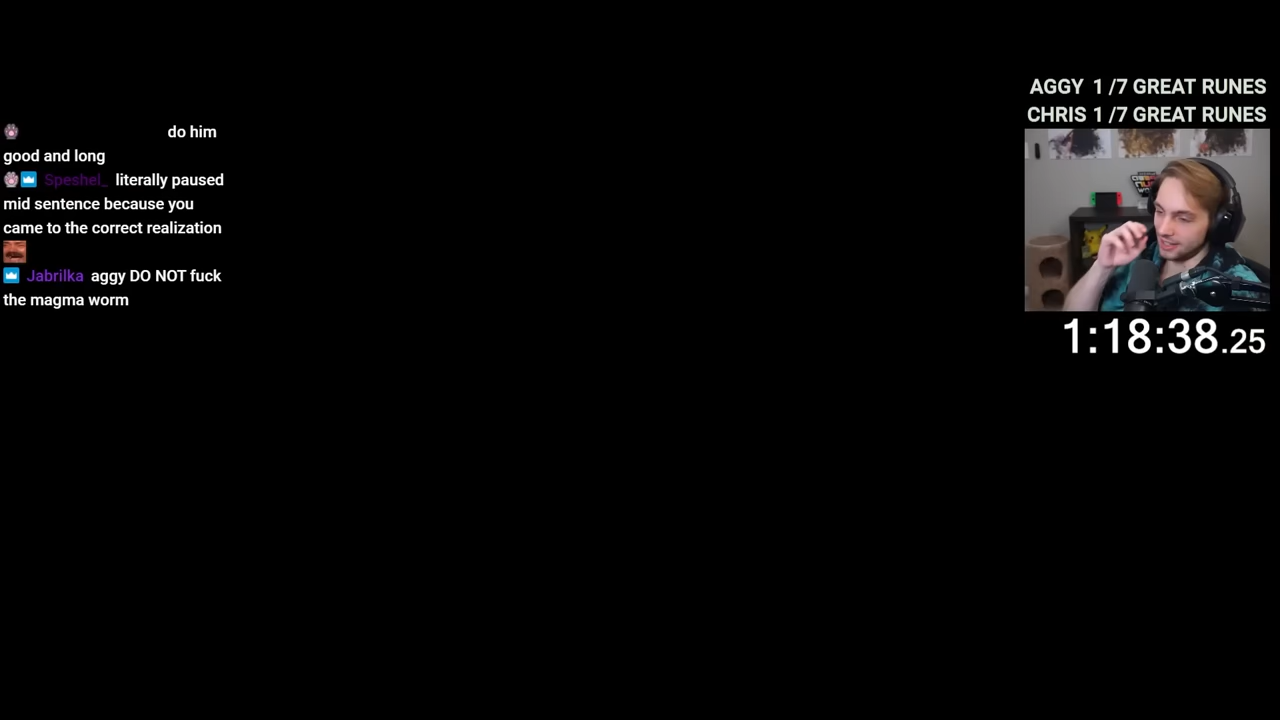 do him
good and long
Speshel_ literally paused
mid sentence because you
came to the correct realization
Jabrilka aggy DO NOT fuck
the magma worm
AGGY 1 /7 GREAT RUNES
CHRIS 1 /7 GREAT RUNES
1:18:38.25